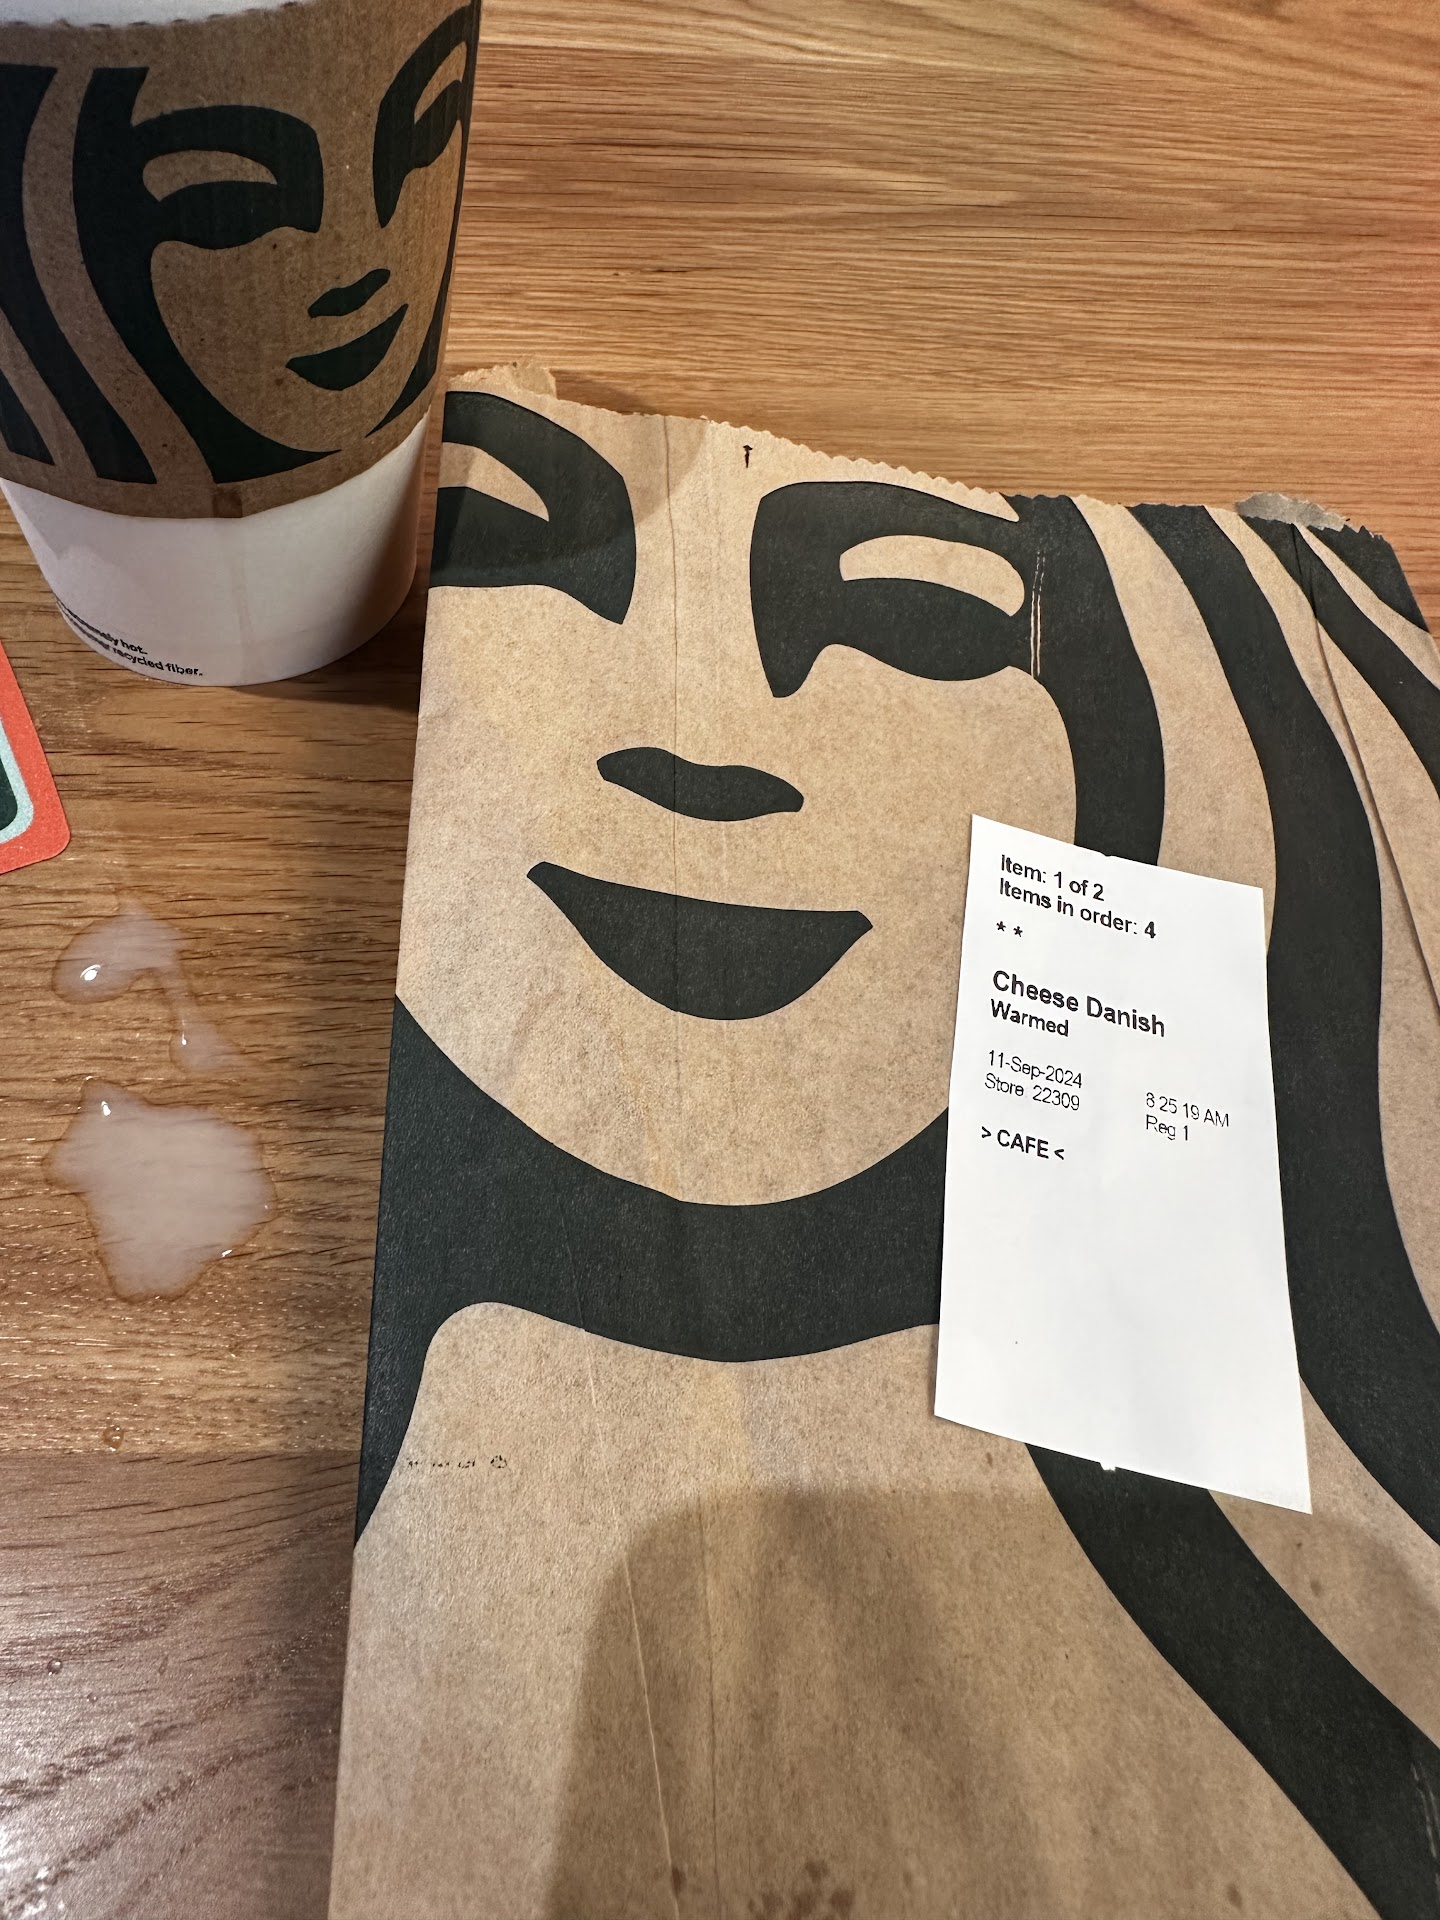 hot.
recycled fiber.
Item: 1 of 2
Items in order: 4
* *
Cheese Danish
Warmed
11-Sep-2024 8 25 19 AM
Store 22309 Reg 1
> CAFE <